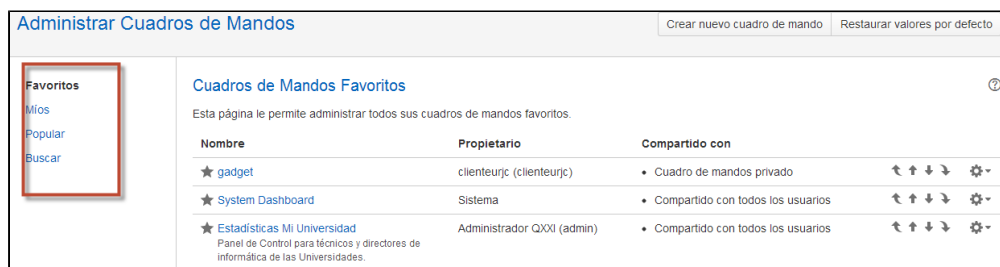 Administrar Cuadros de Mandos
Crear nuevo cuadro de mando
Restaurar valores por defecto
Favoritos
Míos
Popular
Buscar
Cuadros de Mandos Favoritos
Esta página le permite administrar todos sus cuadros de mandos favoritos.
Nombre Propietario Compartido con
gadget clienteurjc (clienteurjc) • Cuadro de mandos privado
System Dashboard Sistema • Compartido con todos los usuarios
Estadísticas Mi Universidad Administrador QXXI (admin) • Compartido con todos los usuarios
Panel de Control para técnicos y directores de
informática de las Universidades.